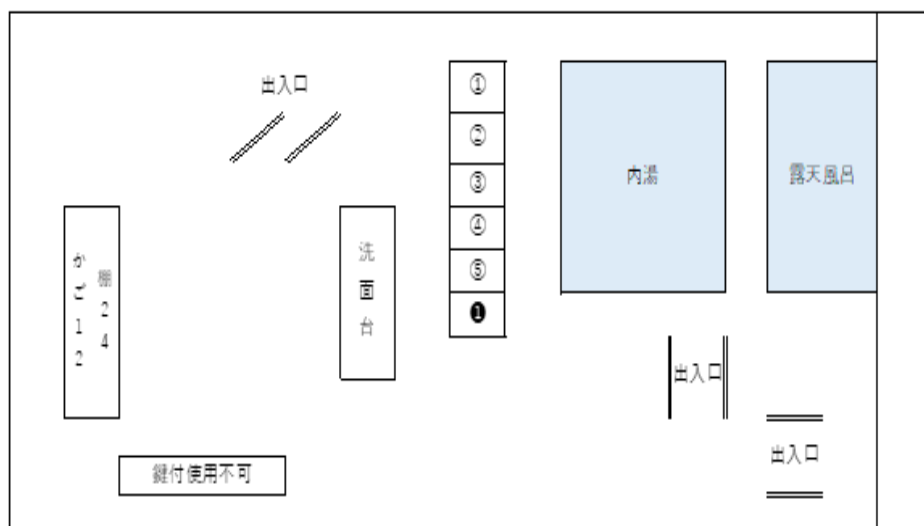 出入口
①
②
③
④
⑤
❶
内湯
露天風呂
棚24
かご12
洗面台
出入口
出入口
鍵付使用不可